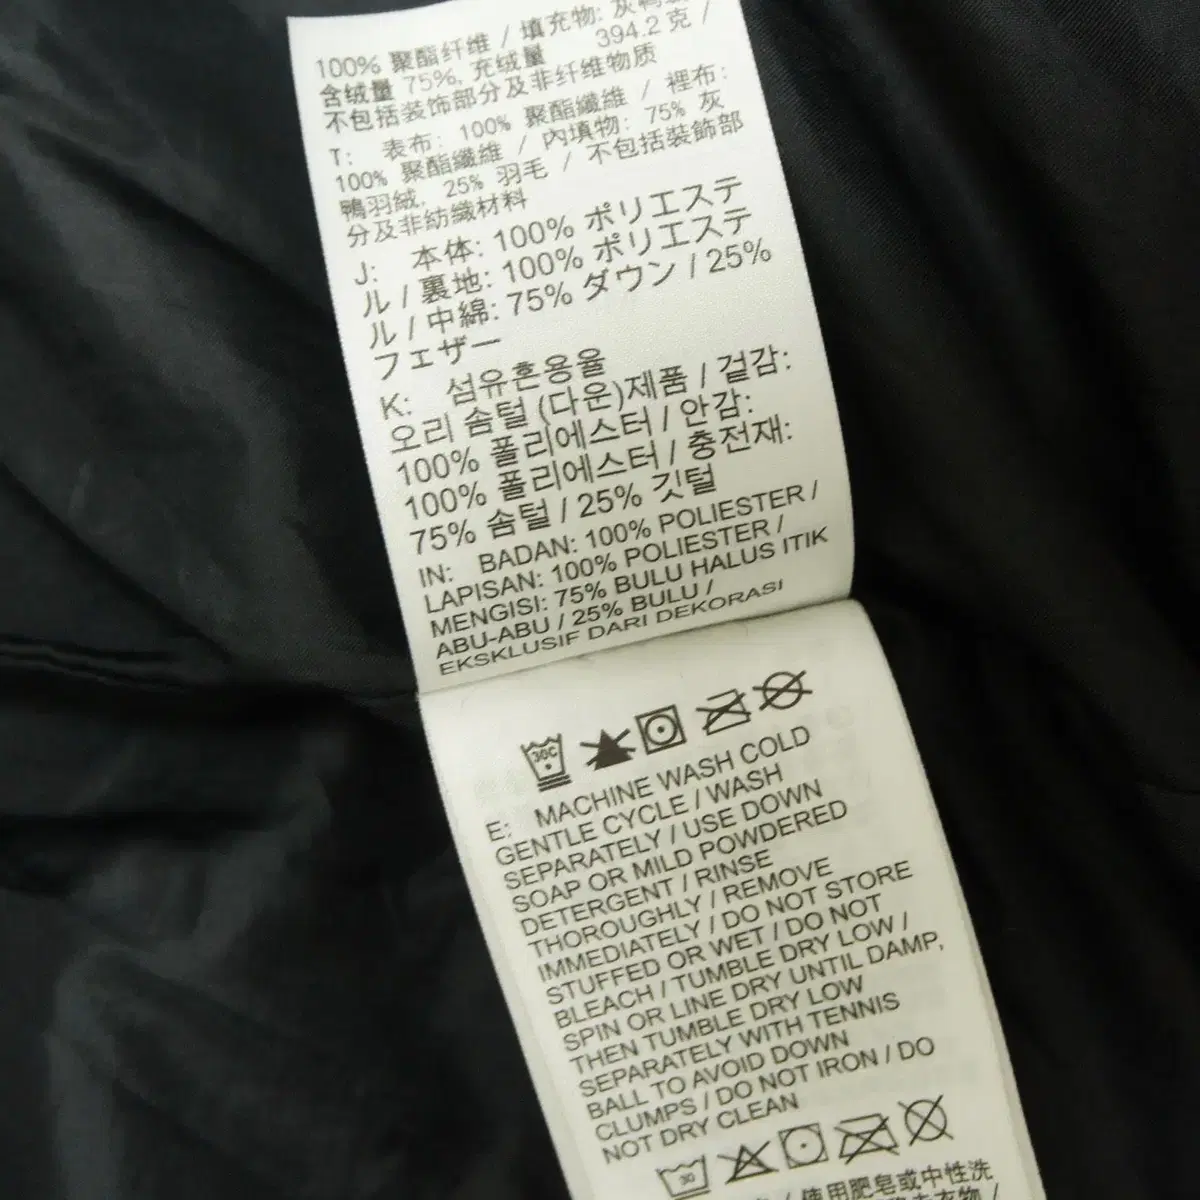 100% 聚酯纤维 / 填充物: 灰鸭
含绒量 75%, 充绒量 394.2 克 /
不包括装饰部分及非纤维物质
T: 表布: 100% 聚酯纖維 / 裡布:
100% 聚酯纖維 / 內填物: 75% 灰
鴨羽絨, 25% 羽毛 / 不包括裝飾部
分及非紡織材料
J: 本体: 100% ポリエステ
ル / 裏地: 100% ポリエステ
ル / 中綿: 75% ダウン / 25%
フェザー
K: 섬유혼용율
오리 솜털 (다운)제품 / 겉감:
100% 폴리에스터 / 안감:
100% 폴리에스터 / 충전재:
75% 솜털 / 25% 깃털
IN: BADAN: 100% POLIESTER /
LAPISAN: 100% POLIESTER /
MENGISI: 75% BULU HALUS ITIK
ABU-ABU / 25% BULU /
EKSKLUSIF DARI DEKORASI
30C
E: MACHINE WASH COLD
GENTLE CYCLE / WASH
SEPARATELY / USE DOWN
SOAP OR MILD POWDERED
DETERGENT / RINSE
THOROUGHLY / REMOVE
IMMEDIATELY / DO NOT STORE
STUFFED OR WET / DO NOT
BLEACH / TUMBLE DRY LOW /
SPIN OR LINE DRY UNTIL DAMP,
THEN TUMBLE DRY LOW
SEPARATELY WITH TENNIS
BALL TO AVOID DOWN
CLUMPS / DO NOT IRON / DO
NOT DRY CLEAN
30
/ 使用肥皂或中性洗